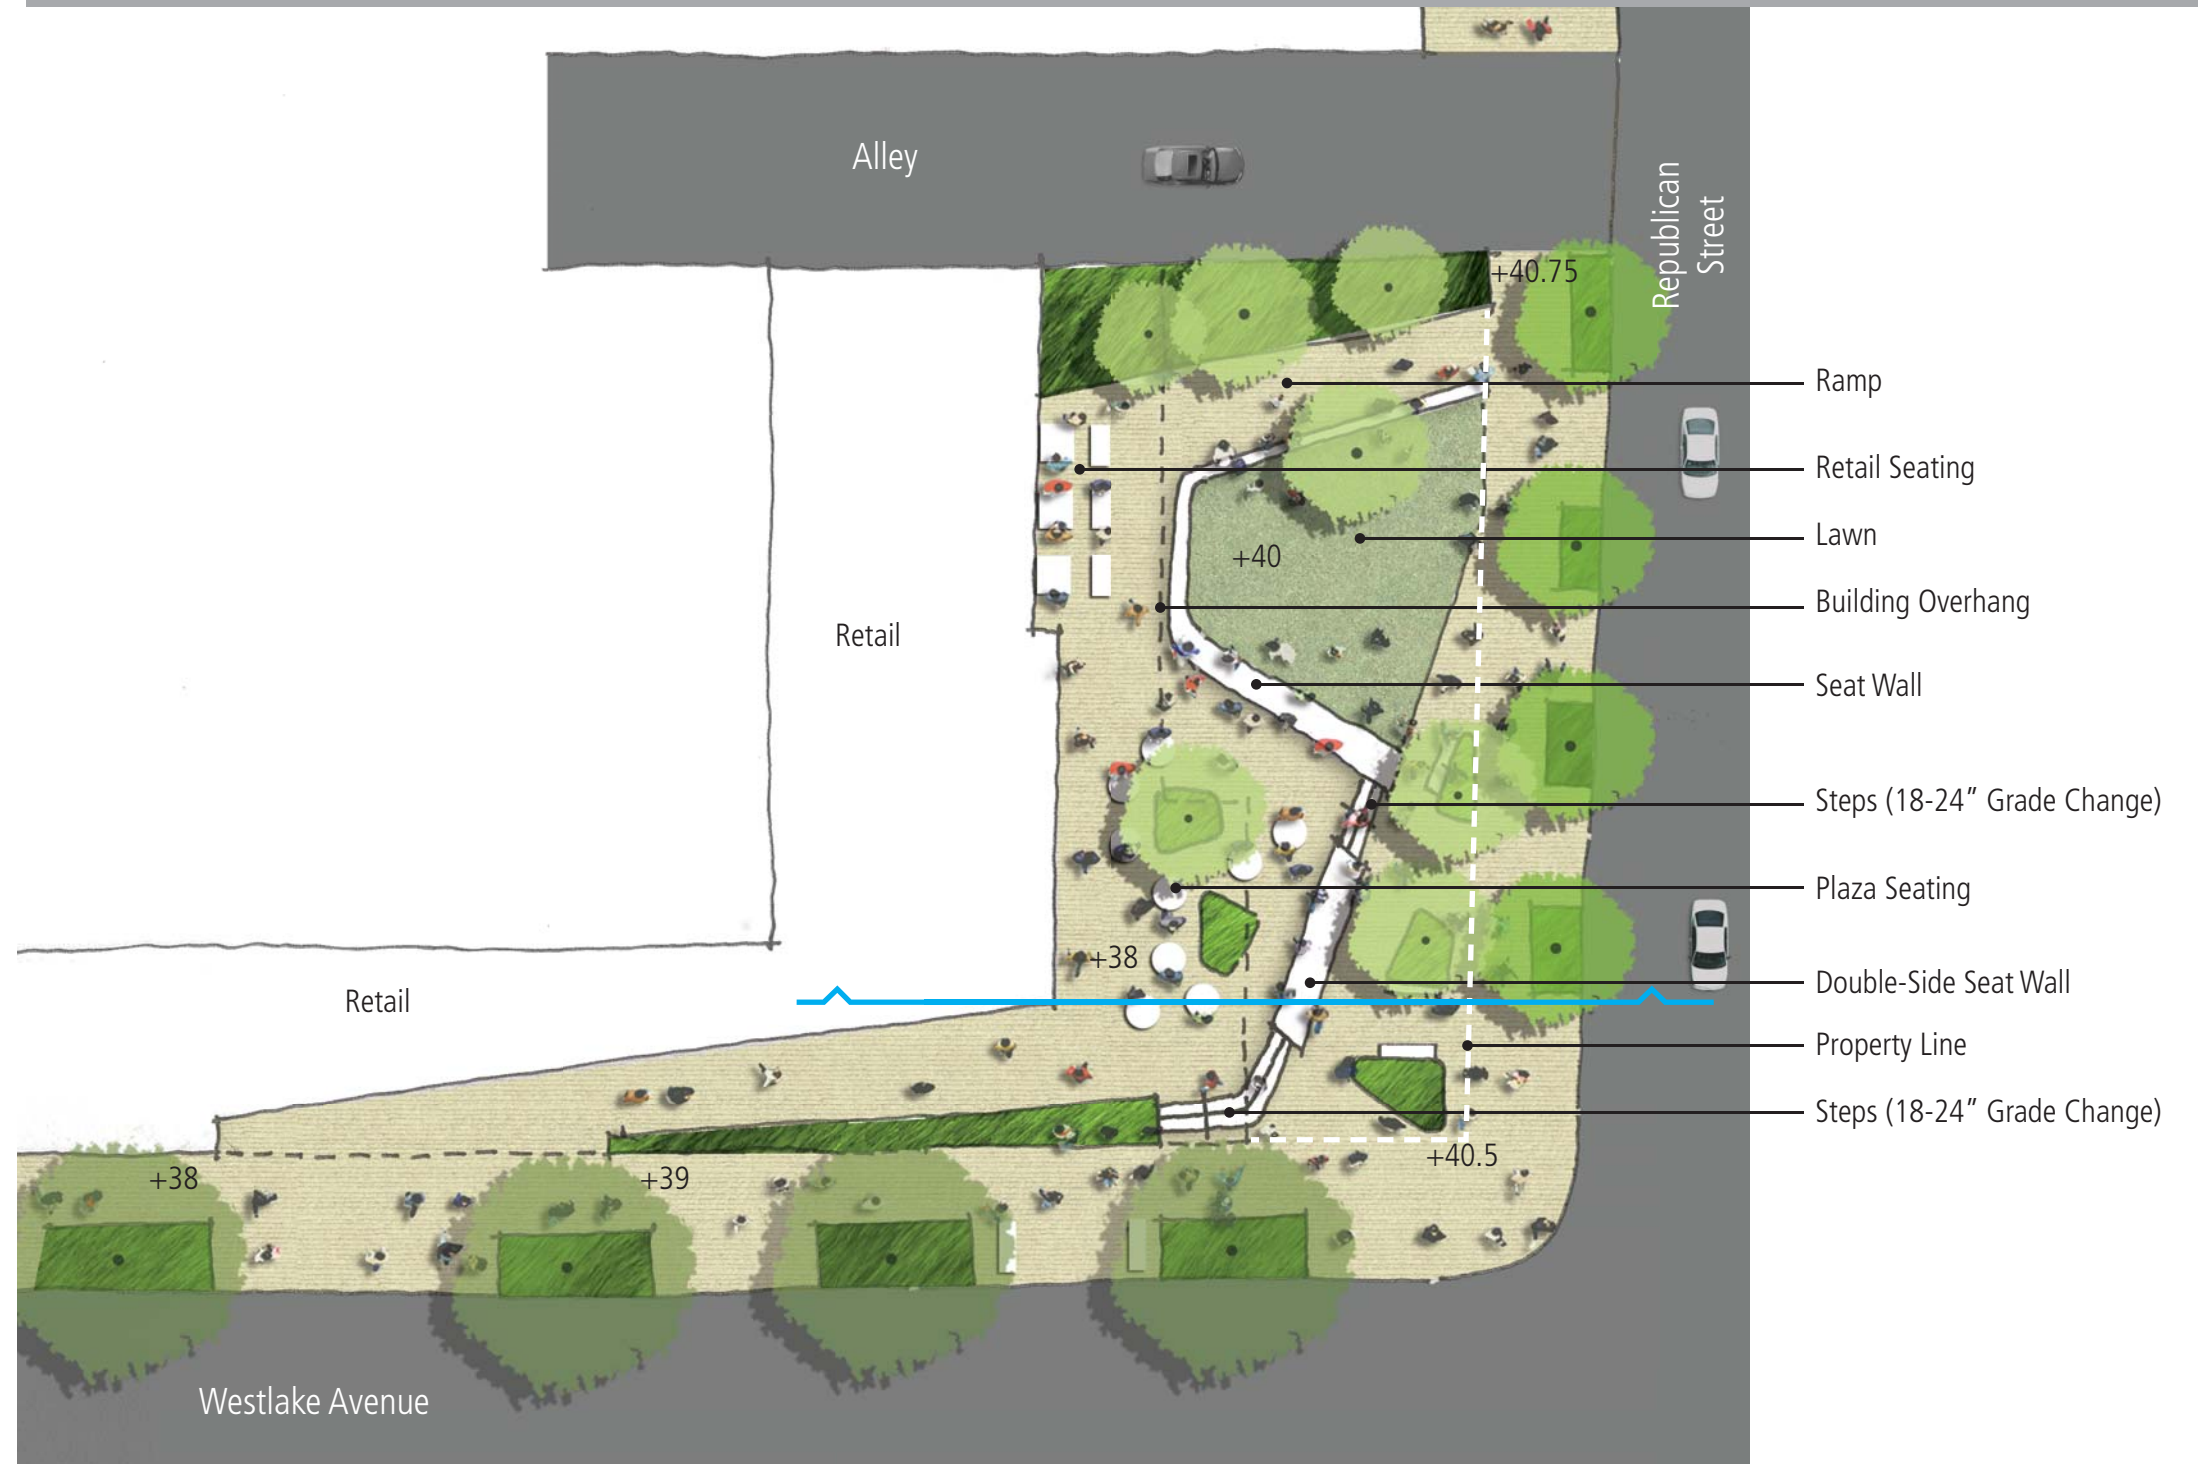 Alley
Republican
Street
+40.75
Ramp
Retail Seating
Lawn
+40
Building Overhang
Retail
Seat Wall
Steps (18-24" Grade Change)
Plaza Seating
+38
Double-Side Seat Wall
Retail
Property Line
Steps (18-24" Grade Change)
+40.5
+38
+39
Westlake Avenue